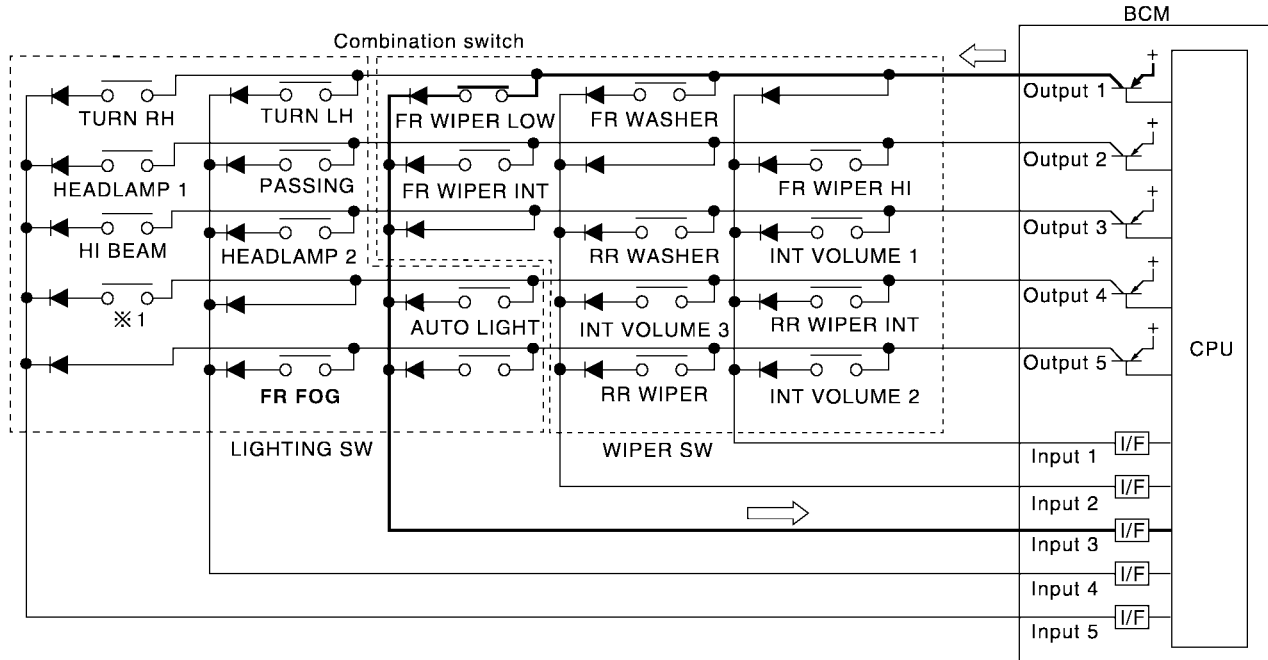 BCM
Combination switch
+
Output 1
TURN RH
TURN LH
FR WIPER LOW
FR WASHER
+
Output 2
HEADLAMP 1
PASSING
FR WIPER INT
FR WIPER HI
+
Output 3
HI BEAM
HEADLAMP 2
RR WASHER
INT VOLUME 1
+
Output 4
※1
AUTO LIGHT
INT VOLUME 3
RR WIPER INT
+
Output 5
CPU
FR FOG
RR WIPER
INT VOLUME 2
LIGHTING SW
WIPER SW
Input 1
I/F
Input 2
I/F
Input 3
I/F
Input 4
I/F
Input 5
I/F